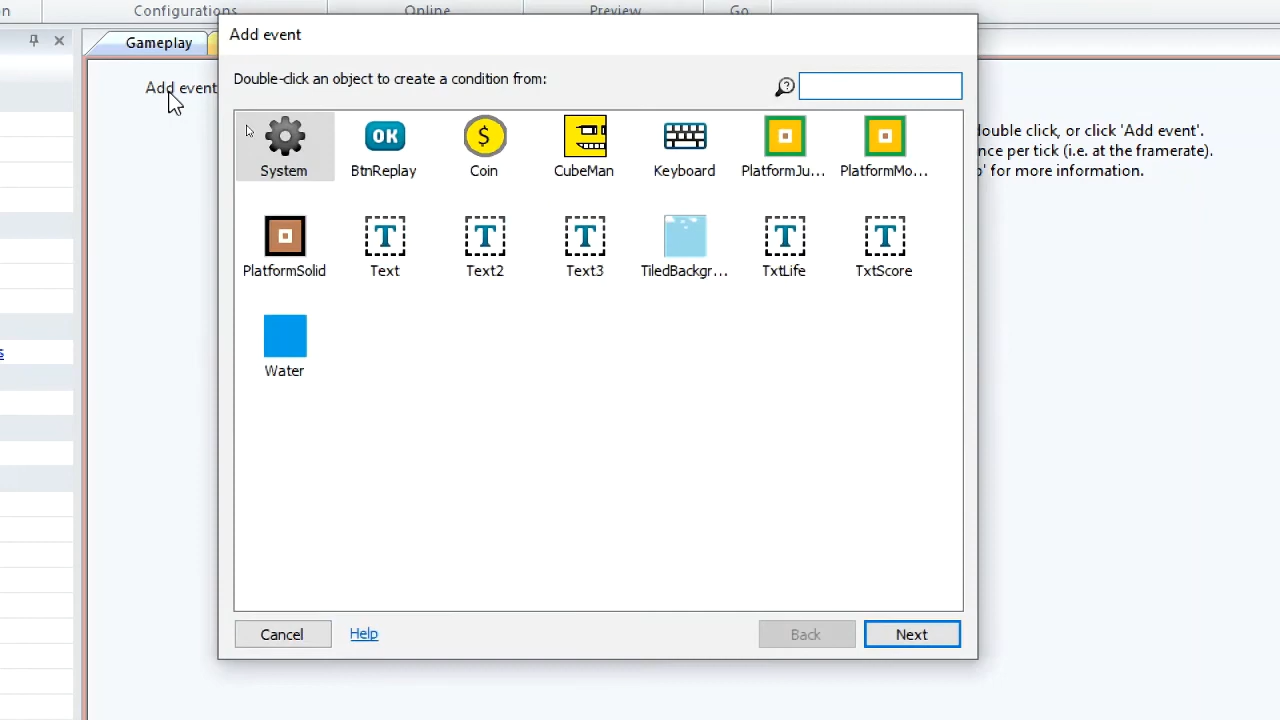 Configurations Online Preview Go
Gameplay
Add event
Add event
Double-click an object to create a condition from:
double click, or click 'Add event'.
nce per tick (i.e. at the framerate).
' for more information.
System BtnReplay Coin CubeMan Keyboard PlatformJu... PlatformMo...
OK $
PlatformSolid Text Text2 Text3 TiledBackgr... TxtLife TxtScore
T T T T T
Water
s
Cancel Help Back Next